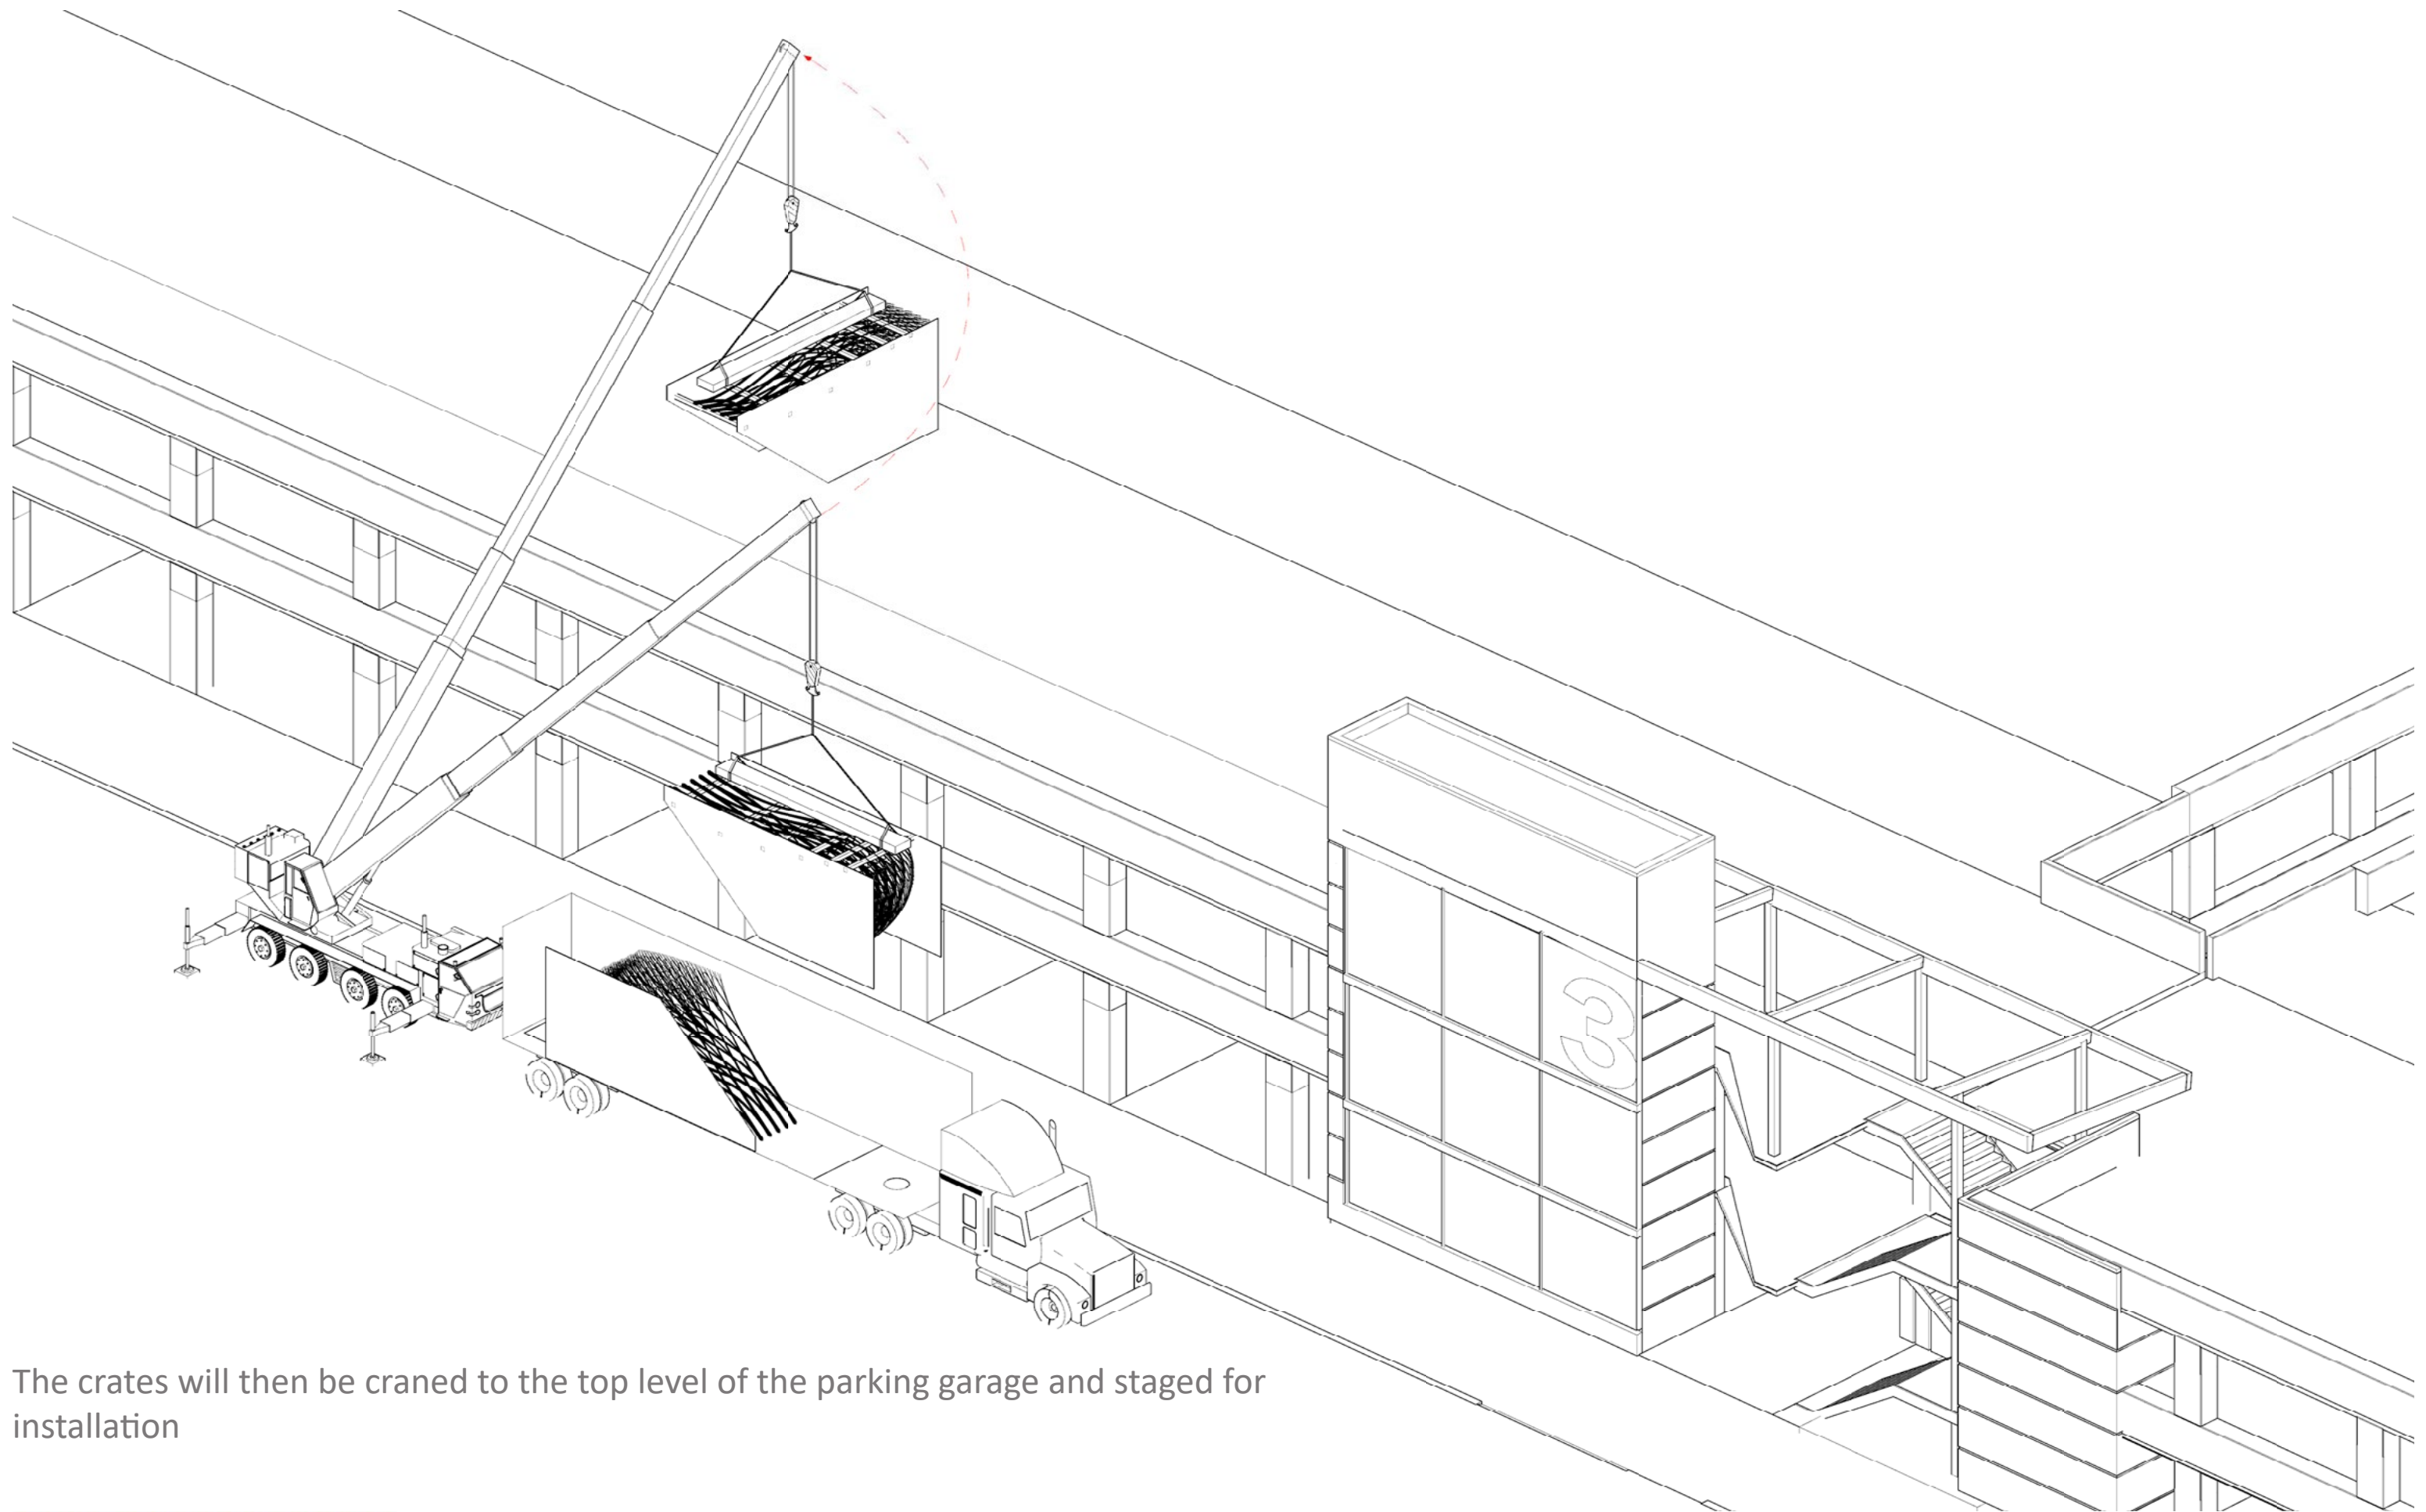 3
The crates will then be craned to the top level of the parking garage and staged for
installation